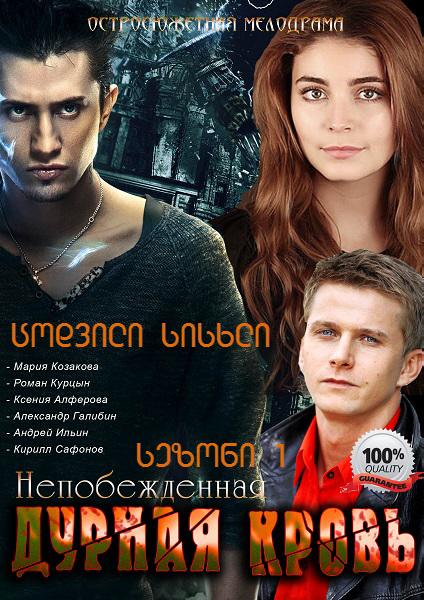 ОСТРОСЮЖЕТНАЯ МЕЛОДРАМА
ცოდვილი სისხლი
- Мария Козакова
- Роман Курцын
- Ксения Алферова
- Александр Галибин
- Андрей Ильин
- Кирилл Сафонов
სეზონი 1
100%
QUALITY
GUARANTEE
Непобежденная
ДУРНАЯ КРОВЬ